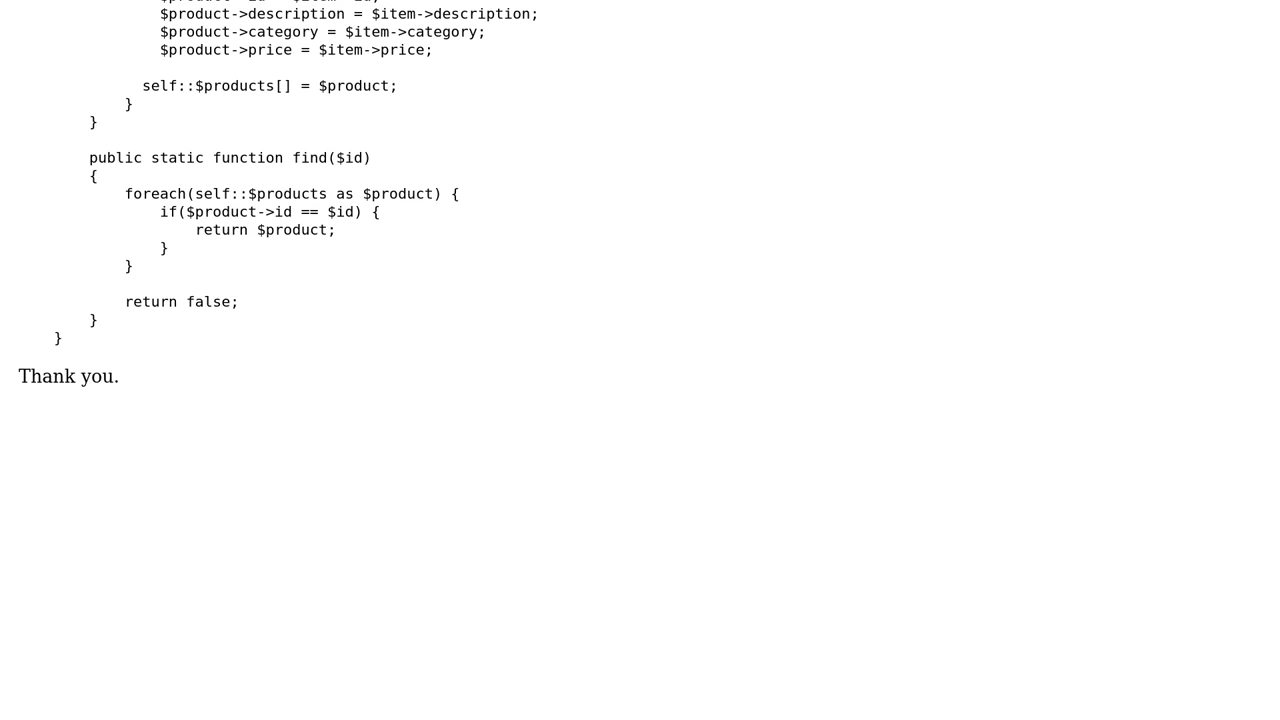 $product->description = $item->description;
$product->category = $item->category;
$product->price = $item->price;
self::$products[] = $product;
}
}
public static function find($id)
{
foreach(self::$products as $product) {
if($product->id == $id) {
return $product;
}
}
return false;
}
}
Thank you.